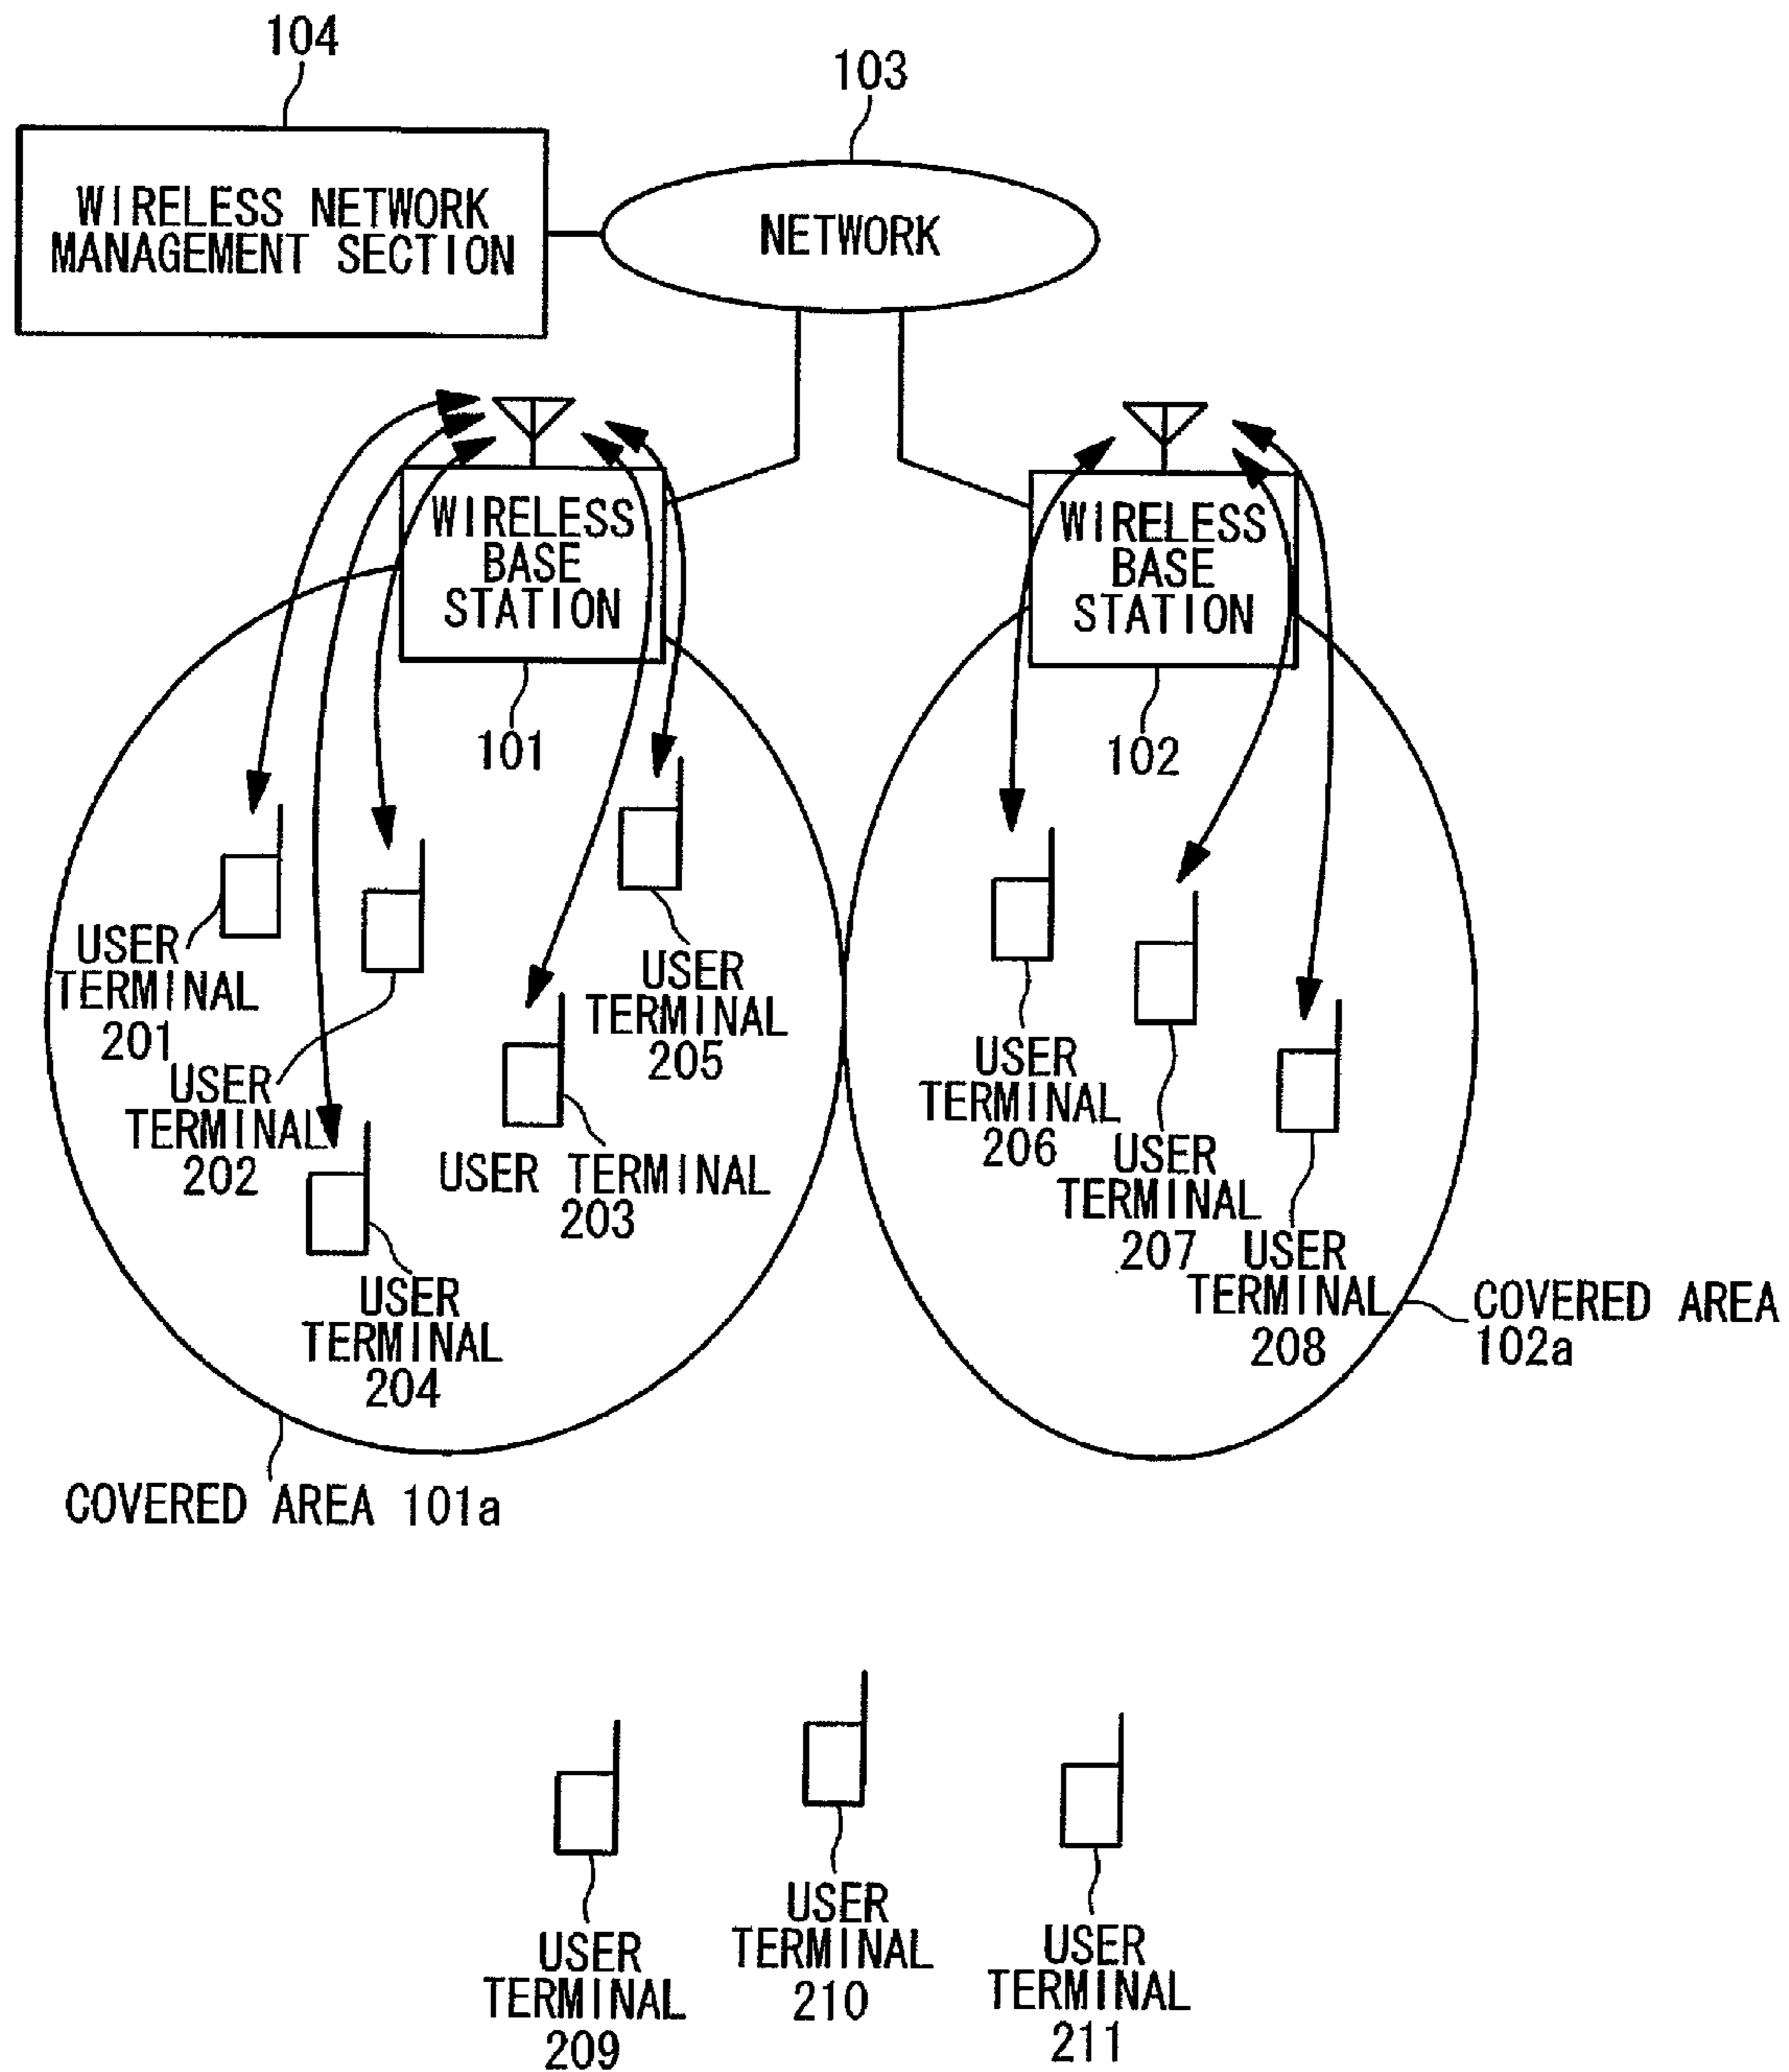 104
103
WIRELESS NETWORK
MANAGEMENT SECTION
NETWORK
WIRELESS
BASE
STATION
101
WIRELESS
BASE
STATION
102
USER
TERMINAL
201
USER
TERMINAL
202
USER
TERMINAL
205
USER TERMINAL
203
USER
TERMINAL
204
USER
TERMINAL
206
USER
TERMINAL
207
USER
TERMINAL
208
COVERED AREA
102a
COVERED AREA 101a
USER
TERMINAL
209
USER
TERMINAL
210
USER
TERMINAL
211